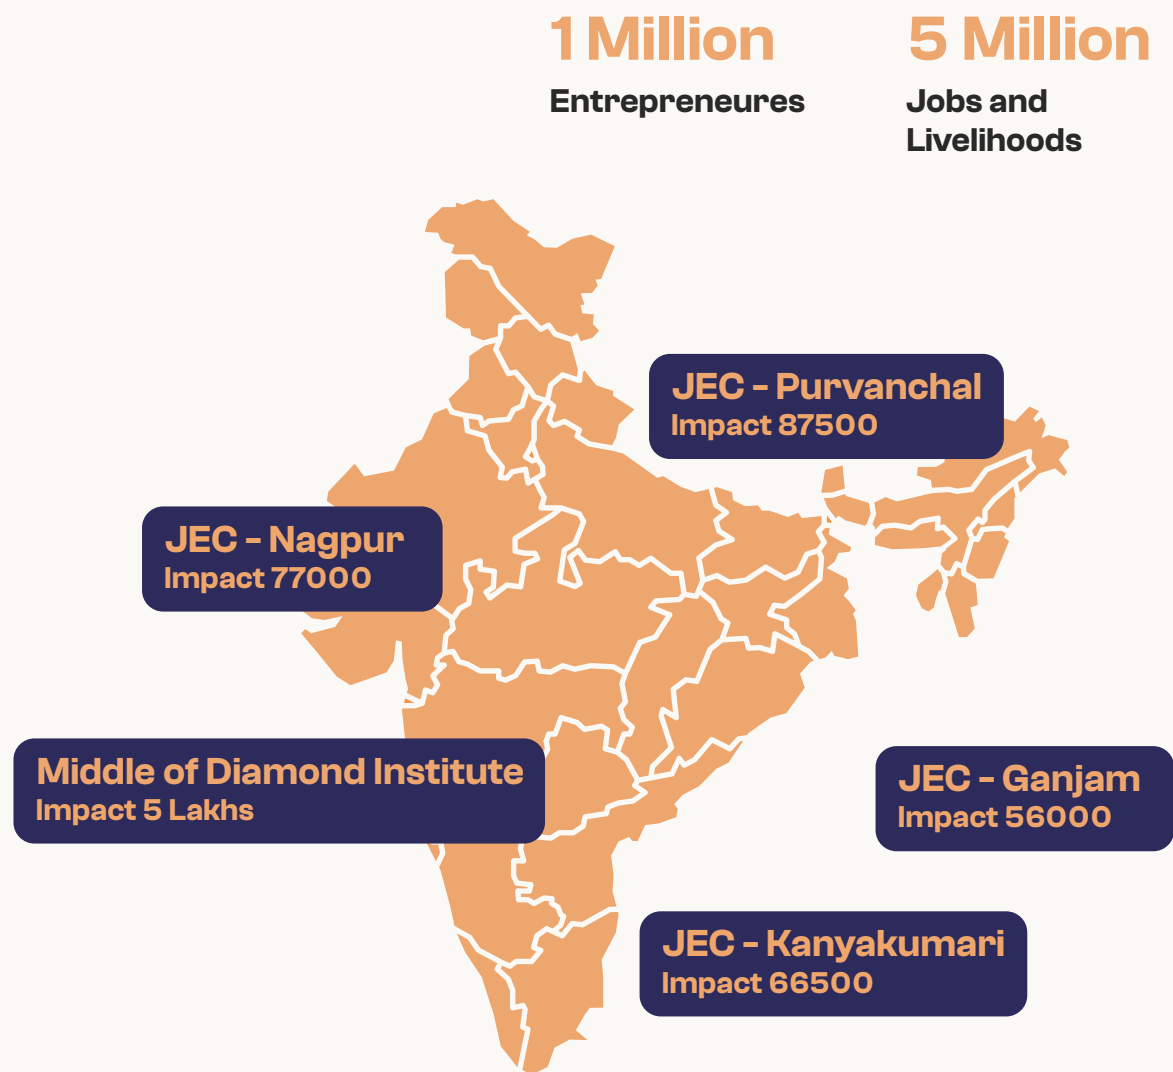 1 Million
Entrepreneures
5 Million
Jobs and
Livelihoods
JEC - Purvanchal
Impact 87500
JEC - Nagpur
Impact 77000
Middle of Diamond Institute
Impact 5 Lakhs
JEC - Ganjam
Impact 56000
JEC - Kanyakumari
Impact 66500